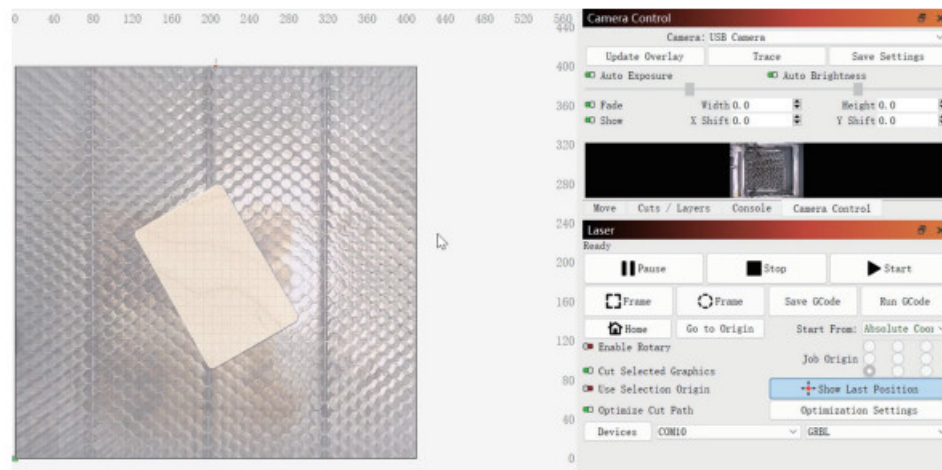 0 40 80 120 160 200 240 280 320 360 400 440 480 520 560
440
400
360
320
280
240
200
160
120
80
40
0
Camera Control
Camera: USB Camera
Update Overlay Trace Save Settings
Auto Exposure Auto Brightness
Fade Width 0.0 Height 0.0
Show X Shift 0.0 Y Shift 0.0
Move Cuts / Layers Console Camera Control
Laser
Ready
Pause Stop Start
Frame Frame Save GCode Run GCode
Home Go to Origin Start From: Absolute Coor
Enable Rotary
Job Origin
Cut Selected Graphics
Use Selection Origin Show Last Position
Optimize Cut Path Optimization Settings
Devices COM10 GRBL